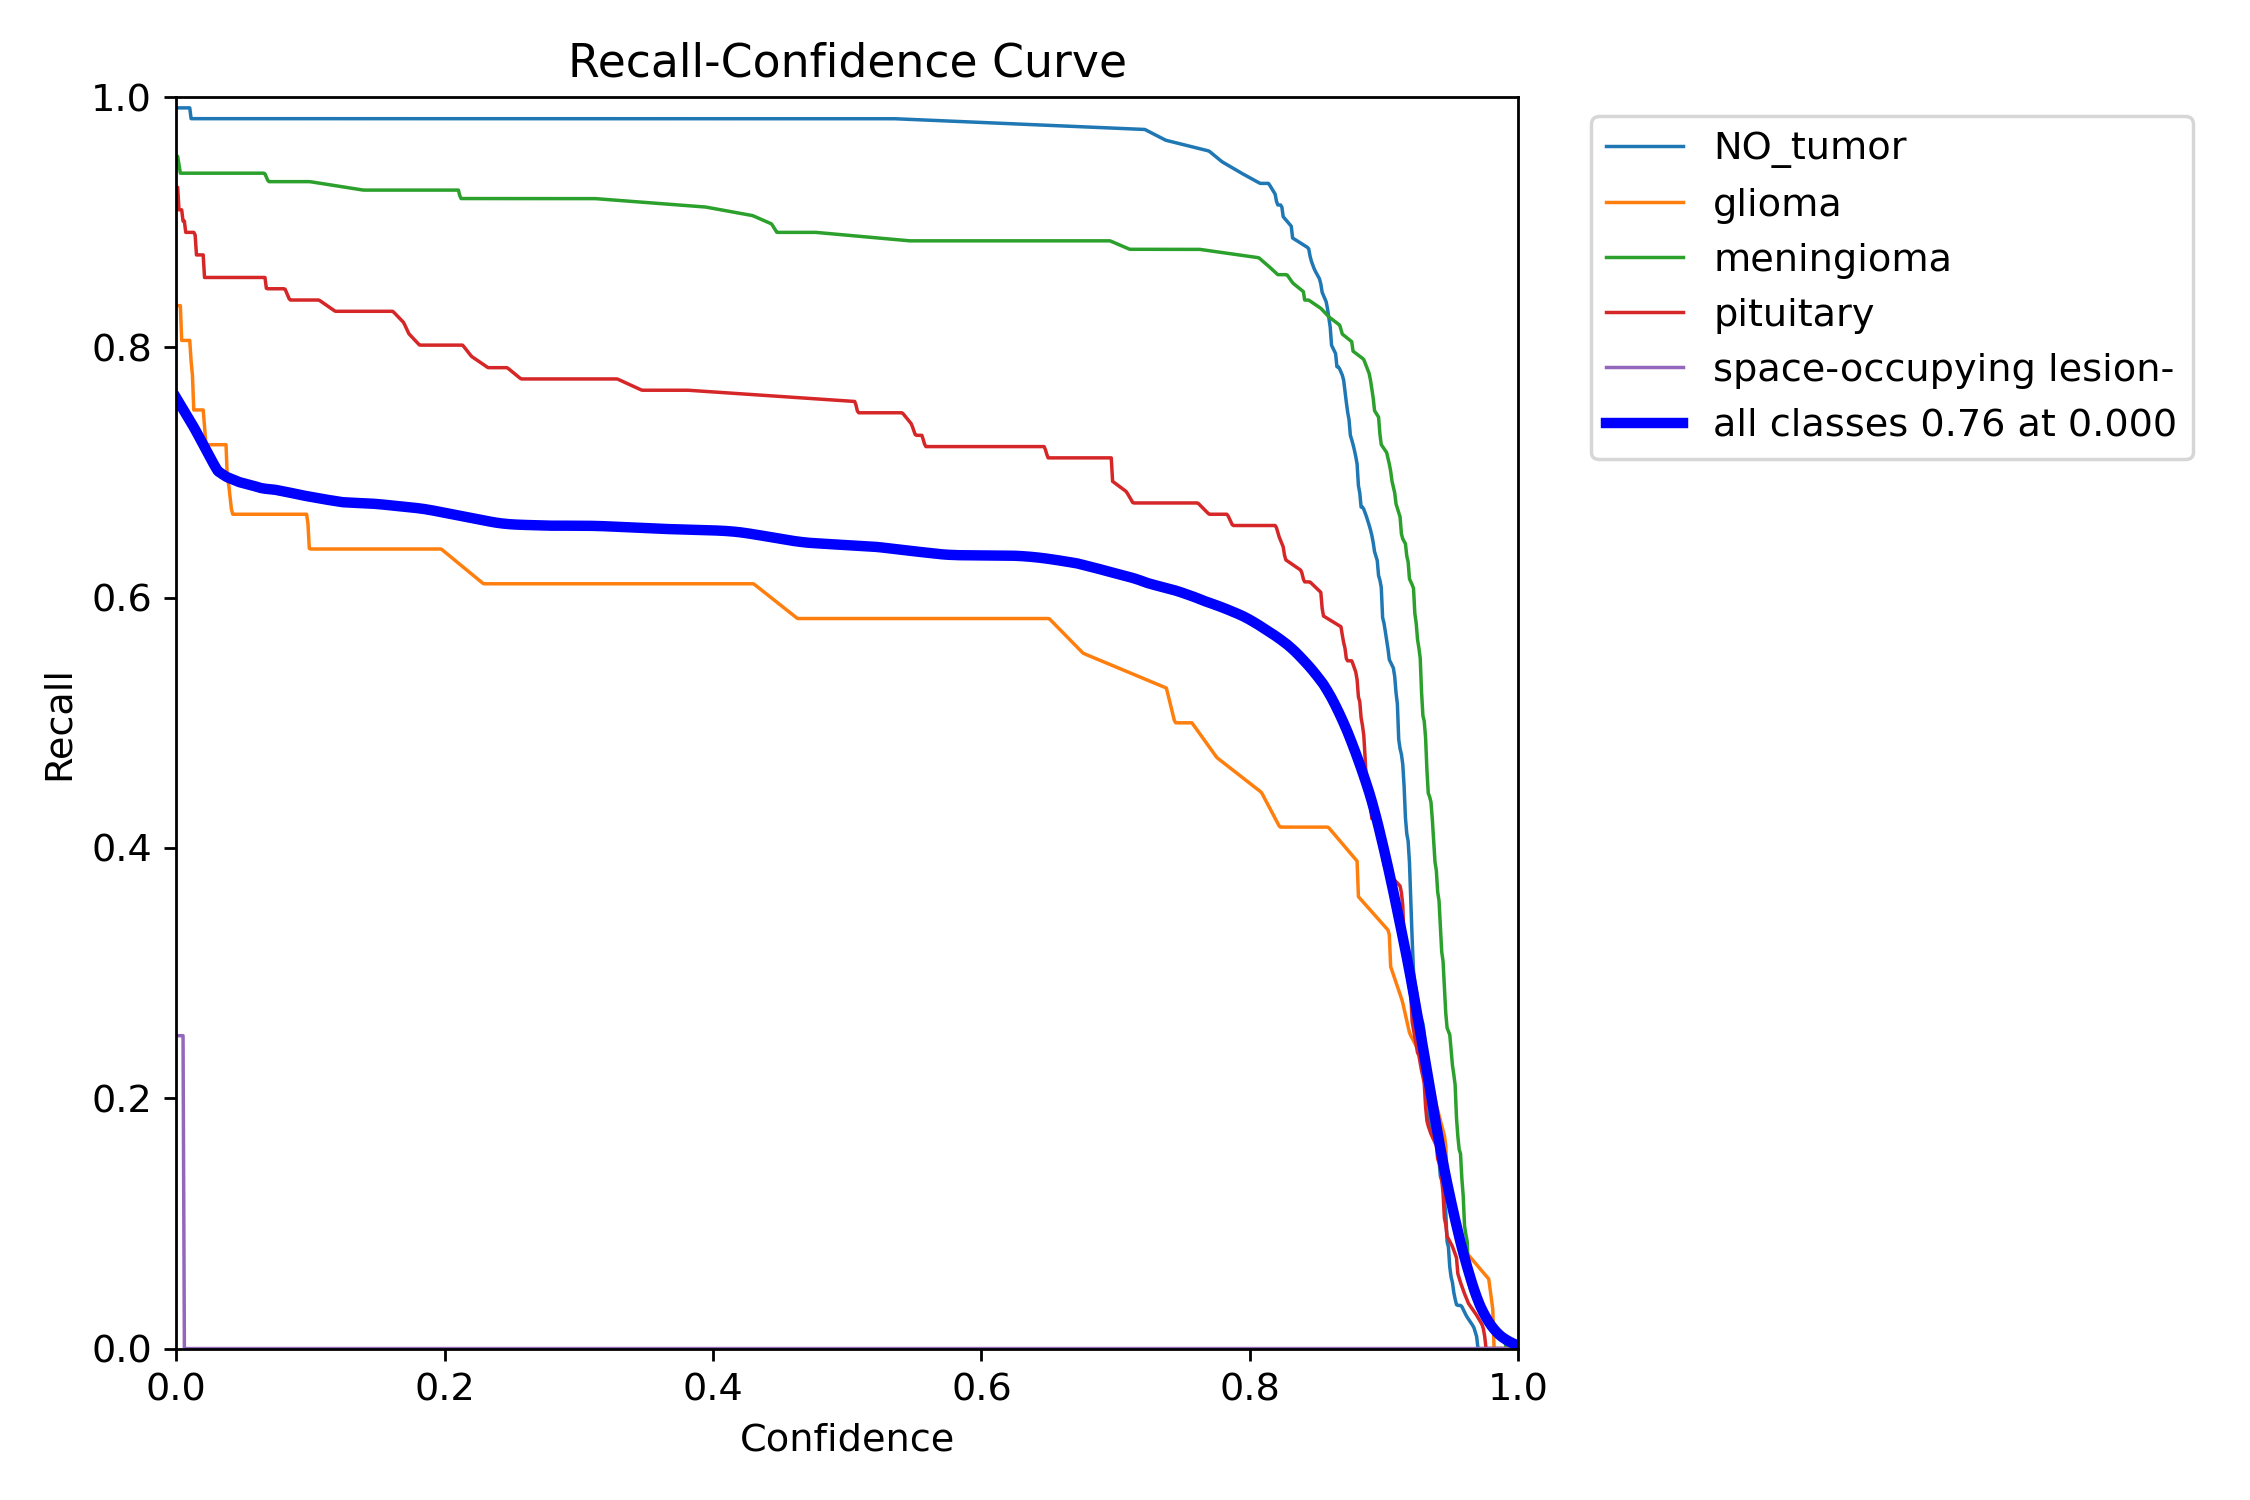 Recall-Confidence Curve
1.0
0.8
0.6
0.4
0.2
0.0
Recall
0.0 0.2 0.4 0.6 0.8 1.0
Confidence
NO_tumor
glioma
meningioma
pituitary
space-occupying lesion-
all classes 0.76 at 0.000